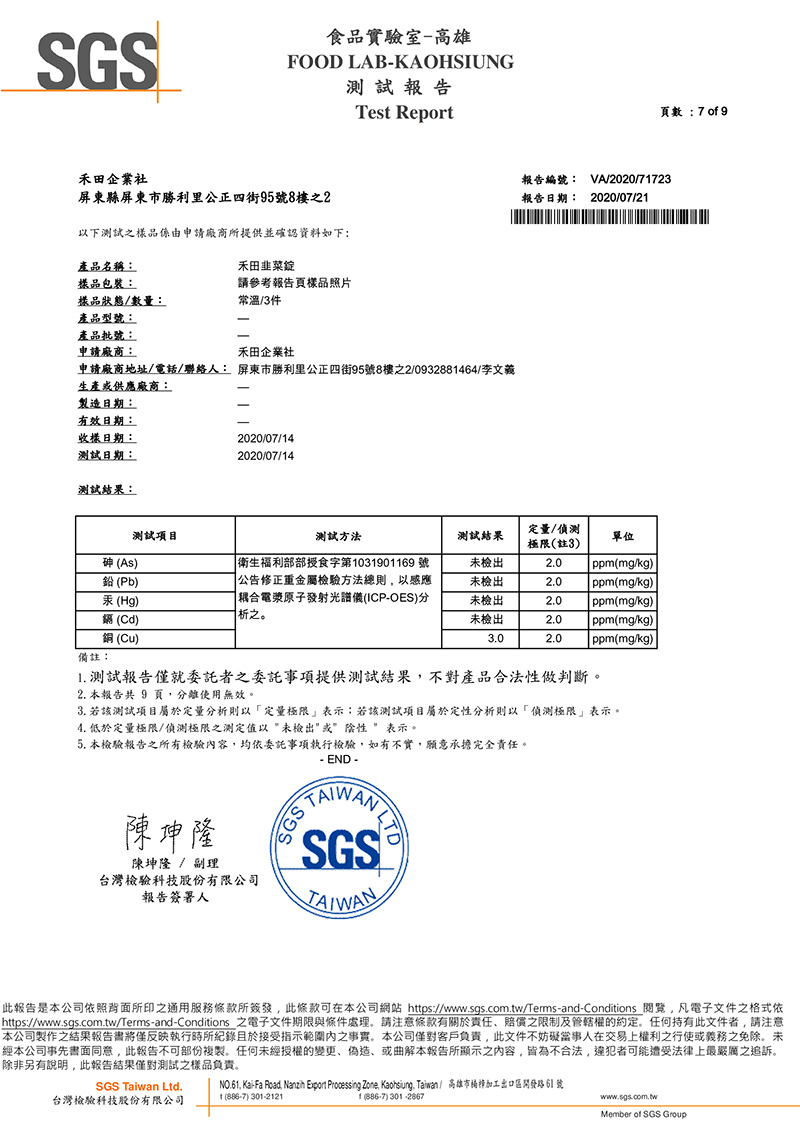 SGS
食品實驗室-高雄
FOOD LAB-KAOHSIUNG
測 試 報 告
Test Report
頁數 : 7 of 9
禾田企業社
屏東縣屏東市勝利里公正四街95號8樓之2
報告編號： VA/2020/71723
報告日期： 2020/07/21
以下測試之樣品係由申請廠商所提供並確認資料如下:
產品名稱： 禾田韭菜錠
樣品包裝： 請參考報告頁樣品照片
樣品狀態/數量： 常溫/3件
產品型號： —
產品批號： —
申請廠商： 禾田企業社
申請廠商地址/電話/聯絡人： 屏東市勝利里公正四街95號8樓之2/0932881464/李文義
生產或供應廠商： —
製造日期： —
有效日期： —
收樣日期： 2020/07/14
測試日期： 2020/07/14
測試結果：
測試項目 測試方法 測試結果 定量/偵測極限(註3) 單位
砷 (As) 衛生福利部部授食字第1031901169 號 未檢出 2.0 ppm(mg/kg)
鉛 (Pb) 公告修正重金屬檢驗方法總則，以感應 未檢出 2.0 ppm(mg/kg)
汞 (Hg) 耦合電漿原子發射光譜儀(ICP-OES)分 未檢出 2.0 ppm(mg/kg)
鎘 (Cd) 析之。 未檢出 2.0 ppm(mg/kg)
銅 (Cu) 3.0 2.0 ppm(mg/kg)
備註：
1.測試報告僅就委託者之委託事項提供測試結果，不對產品合法性做判斷。
2.本報告共 9 頁，分離使用無效。
3.若該測試項目屬於定量分析則以「定量極限」表示；若該測試項目屬於定性分析則以「偵測極限」表示。
4.低於定量極限/偵測極限之測定值以 "未檢出"或" 陰性 " 表示。
5.本檢驗報告之所有檢驗內容，均依委託事項執行檢驗，如有不實，願意承擔完全責任。
- END -
陳坤隆
陳坤隆 / 副理
台灣檢驗科技股份有限公司
報告簽署人
SGS TAIWAN LTD
SGS
TAIWAN
此報告是本公司依照背面所印之通用服務條款所簽發，此條款可在本公司網站 https://www.sgs.com.tw/Terms-and-Conditions 閱覽，凡電子文件之格式依
https://www.sgs.com.tw/Terms-and-Conditions 之電子文件期限與條件處理。請注意條款有關於責任、賠償之限制及管轄權的約定。任何持有此文件者，請注意
本公司製作之結果報告書將僅反映執行時所紀錄且於接受指示範圍內之事實。本公司僅對客戶負責，此文件不妨礙當事人在交易上權利之行使或義務之免除。未
經本公司事先書面同意，此報告不可部份複製。任何未經授權的變更、偽造、或曲解本報告所顯示之內容，皆為不合法，違犯者可能遭受法律上最嚴厲之追訴。
除非另有說明，此報告結果僅對測試之樣品負責。
SGS Taiwan Ltd.
台灣檢驗科技股份有限公司
NO.61, Kai-Fa Road, Nanzih Export Processing Zone, Kaohsiung, Taiwan / 高雄市楠梓加工出口區開發路61號
t (886-7) 301-2121 f (886-7) 301 -2867 www.sgs.com.tw
Member of SGS Group